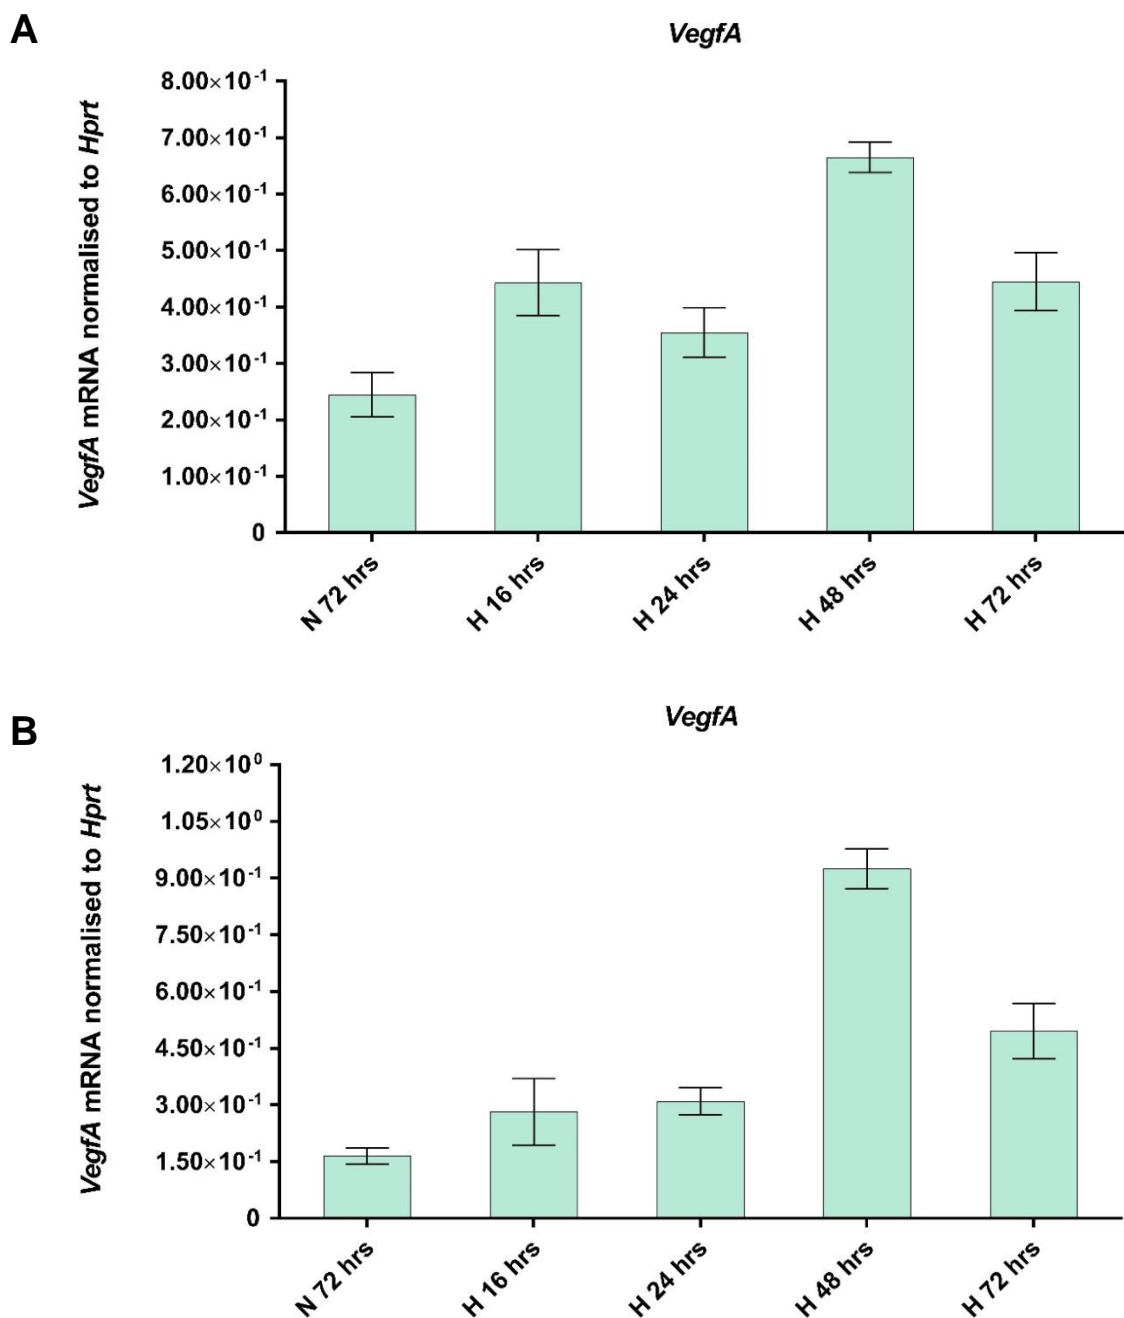 A
VegfA
VegfA mRNA normalised to Hprt
8.00×10⁻¹
7.00×10⁻¹
6.00×10⁻¹
5.00×10⁻¹
4.00×10⁻¹
3.00×10⁻¹
2.00×10⁻¹
1.00×10⁻¹
0
N 72 hrs
H 16 hrs
H 24 hrs
H 48 hrs
H 72 hrs
B
VegfA
VegfA mRNA normalised to Hprt
1.20×10⁰
1.05×10⁰
9.00×10⁻¹
7.50×10⁻¹
6.00×10⁻¹
4.50×10⁻¹
3.00×10⁻¹
1.50×10⁻¹
0
N 72 hrs
H 16 hrs
H 24 hrs
H 48 hrs
H 72 hrs